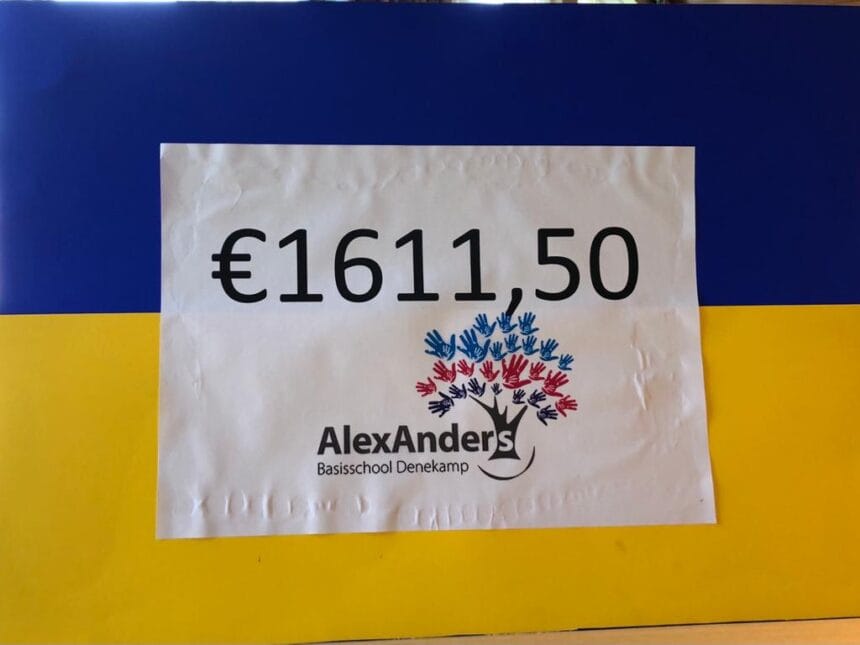 €1611,50
AlexAnders
Basisschool Denekamp